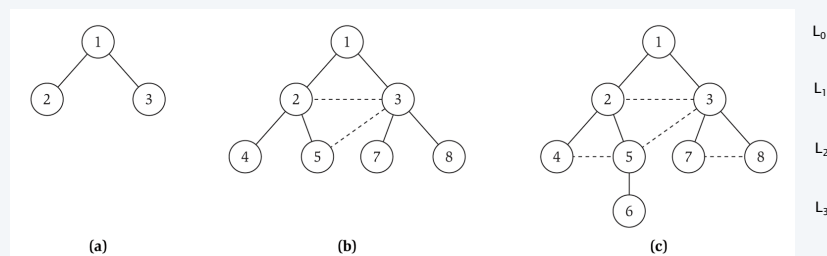 1 1 1 L₀
2 3 2 3 2 3 L₁
4 5 7 8 4 5 7 8 L₂
6 L₃
(a) (b) (c)